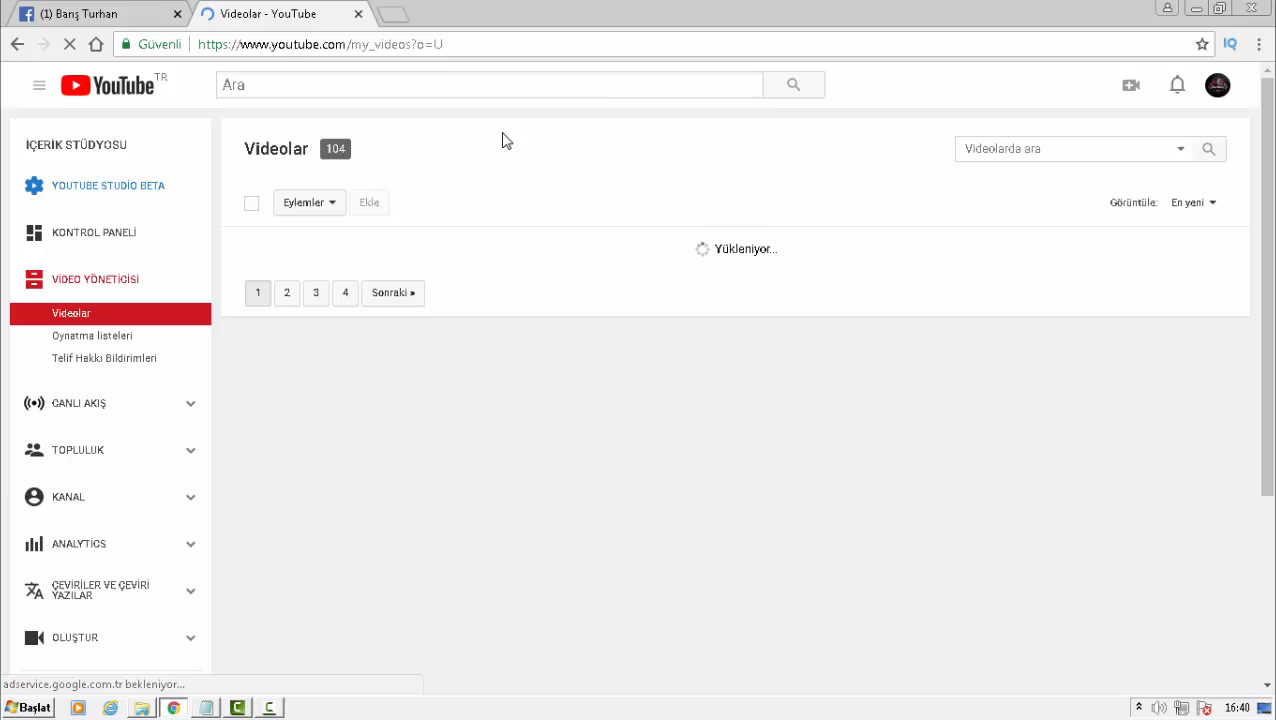 (1) Barış Turhan
Videolar - YouTube
Güvenli
https://www.youtube.com/my_videos?o=U
YouTube TR
Ara
İÇERİK STÜDYOSU
YOUTUBE STUDİO BETA
KONTROL PANELİ
VİDEO YÖNETİCİSİ
Videolar
Oynatma listeleri
Telif Hakkı Bildirimleri
CANLI AKIŞ
TOPLULUK
KANAL
ANALYTİCS
ÇEVİRİLER VE ÇEVİRİ
YAZILAR
OLUŞTUR
Videolar 104
Videolarda ara
Eylemler
Ekle
Görüntüle: En yeni
Yükleniyor...
1 2 3 4 Sonraki »
adservice.google.com.tr bekleniyor...
Başlat
16:40